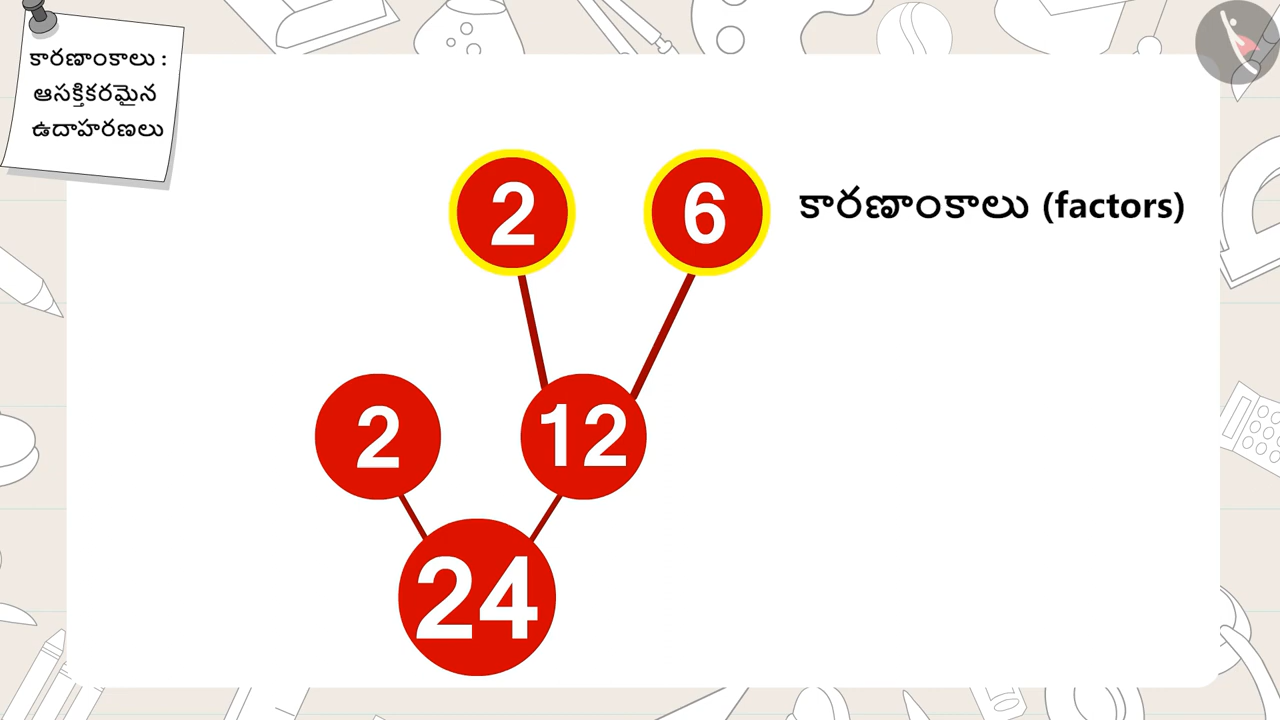 కారణాంకాలు :
ఆసక్తికరమైన
ఉదాహరణలు
2 6 కారణాంకాలు (factors)
2 12
24